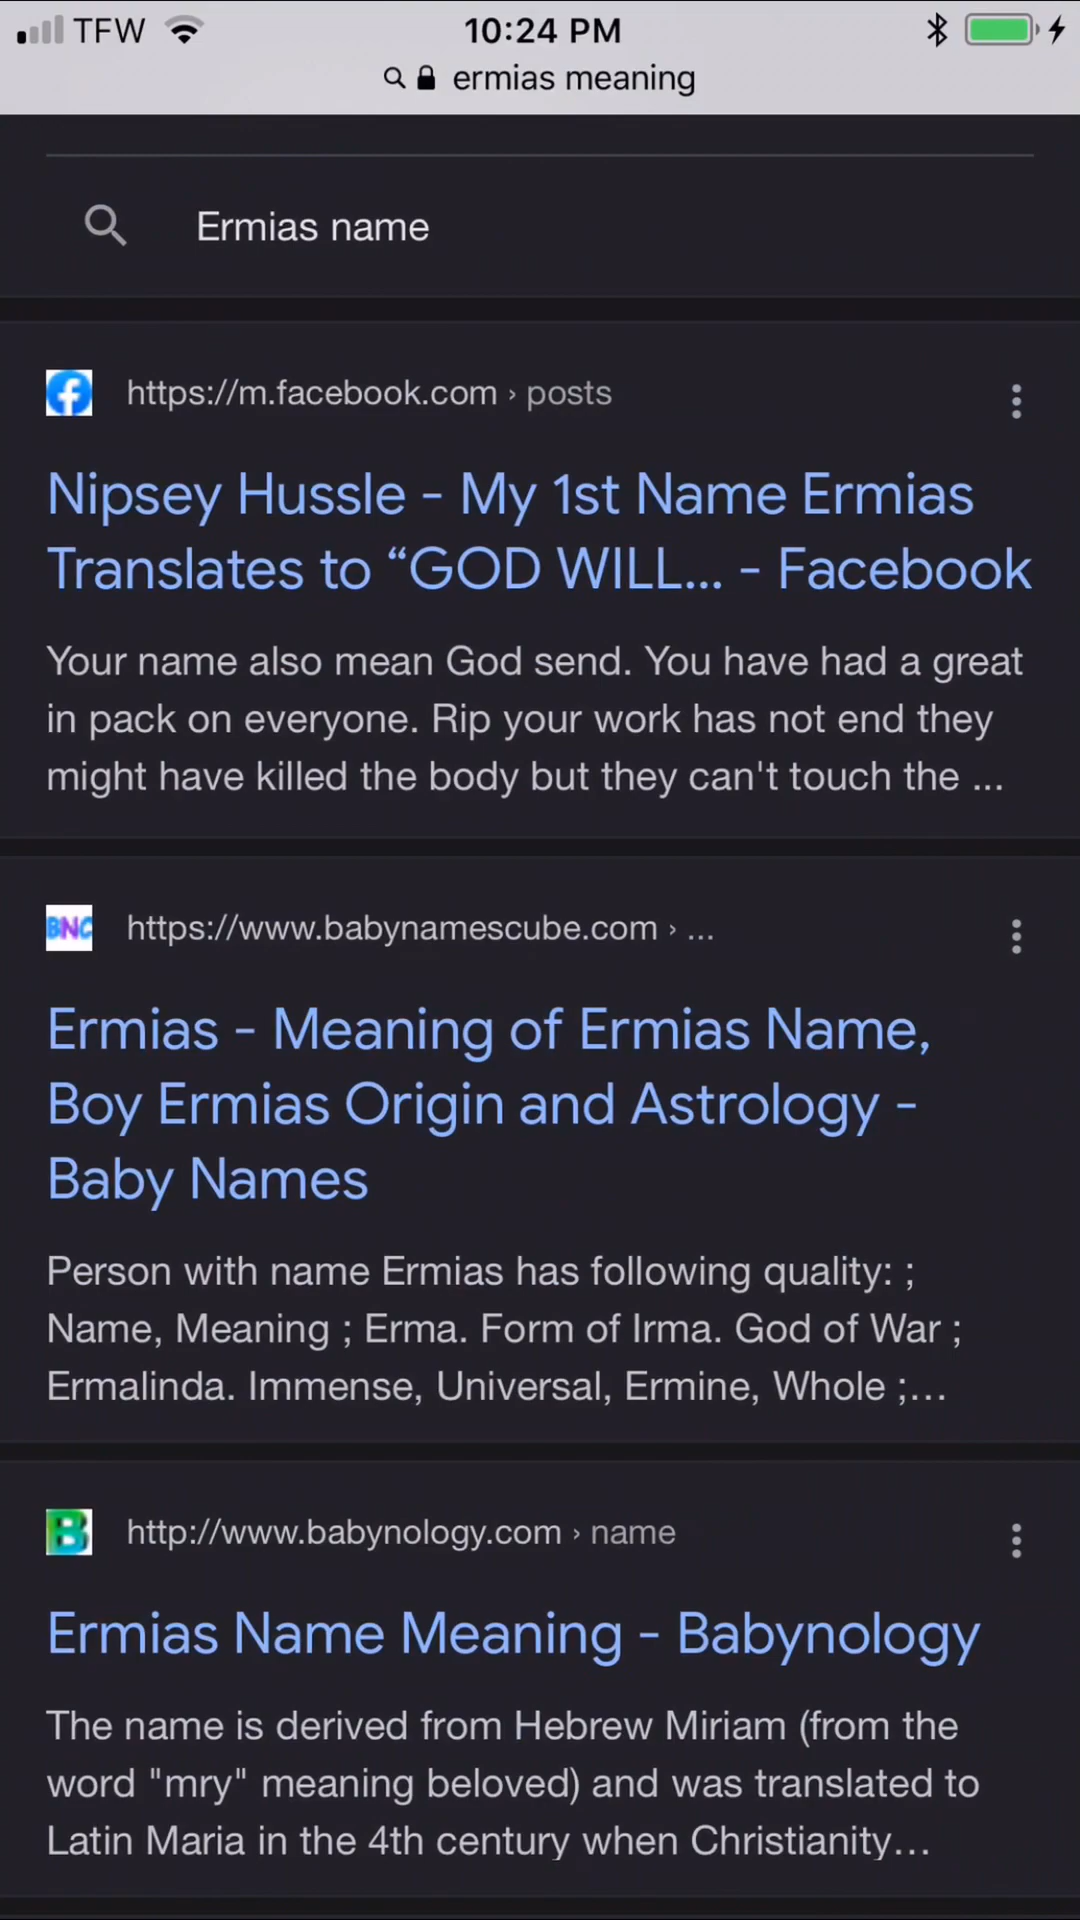 TFW
10:24 PM
ermias meaning
Ermias name
https://m.facebook.com › posts
Nipsey Hussle - My 1st Name Ermias
Translates to “GOD WILL... - Facebook
Your name also mean God send. You have had a great
in pack on everyone. Rip your work has not end they
might have killed the body but they can't touch the ...
BNC
https://www.babynamescube.com › ...
Ermias - Meaning of Ermias Name,
Boy Ermias Origin and Astrology -
Baby Names
Person with name Ermias has following quality: ;
Name, Meaning ; Erma. Form of Irma. God of War ;
Ermalinda. Immense, Universal, Ermine, Whole ;...
B
http://www.babynology.com › name
Ermias Name Meaning - Babynology
The name is derived from Hebrew Miriam (from the
word "mry" meaning beloved) and was translated to
Latin Maria in the 4th century when Christianity...